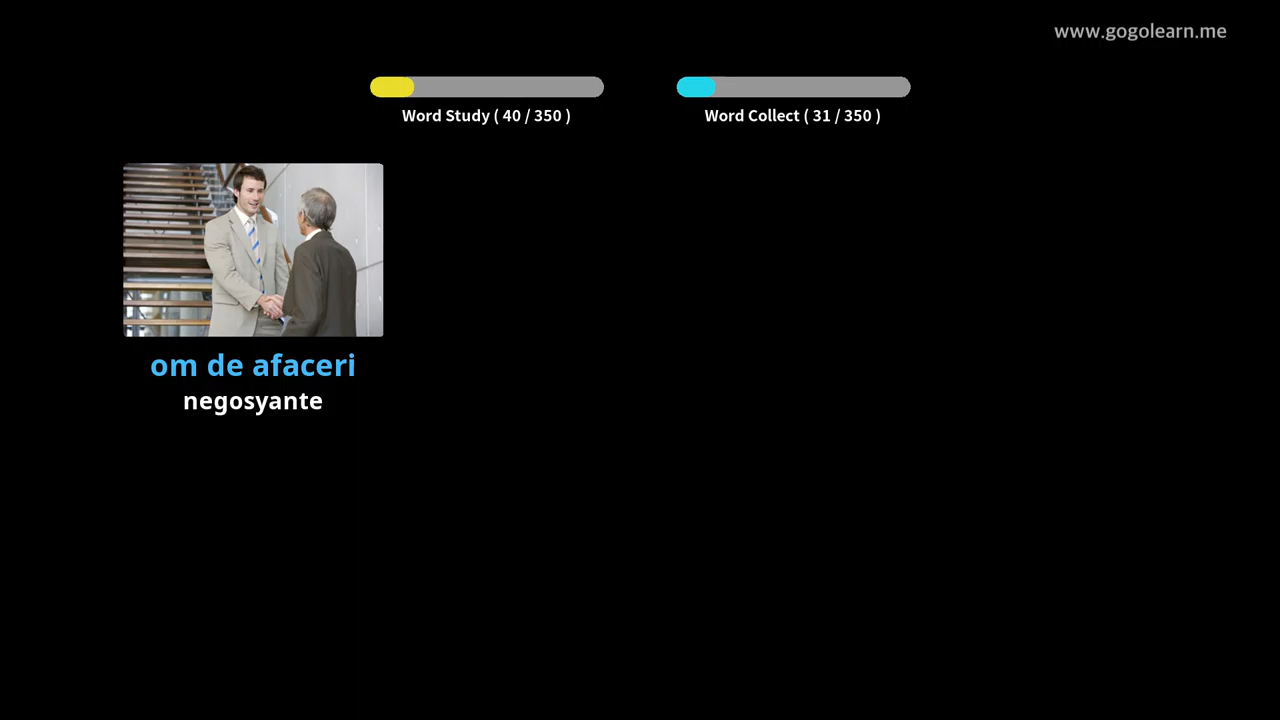 www.gogolearn.me
Word Study ( 40 / 350 )
Word Collect ( 31 / 350 )
om de afaceri
negosyante